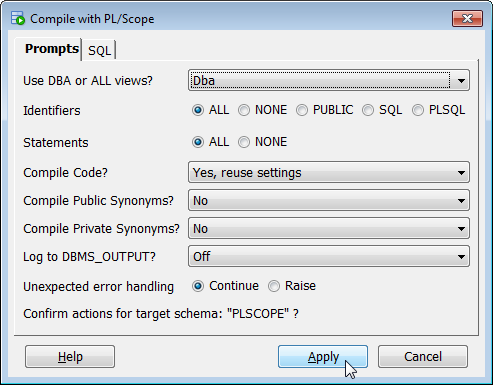 Compile with PL/Scope
Prompts SQL
Use DBA or ALL views? Dba
Identifiers ALL NONE PUBLIC SQL PLSQL
Statements ALL NONE
Compile Code? Yes, reuse settings
Compile Public Synonyms? No
Compile Private Synonyms? No
Log to DBMS_OUTPUT? Off
Unexpected error handling Continue Raise
Confirm actions for target schema: "PLSCOPE" ?
Help Apply Cancel